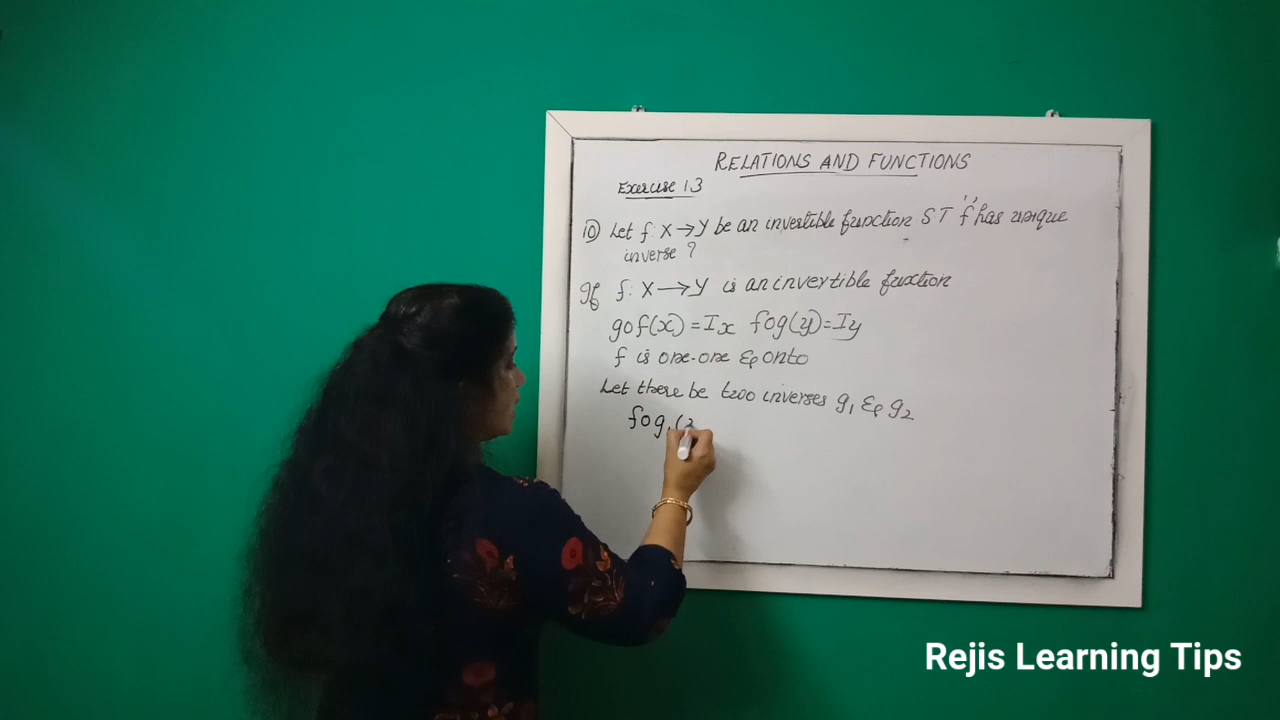 RELATIONS AND FUNCTIONS
Exercise 1.3
10) Let f: X→Y be an invertible function. S T 'f' has unique
inverse ?
If f: X→Y is an invertible function
gof(x) = Ix fog(y) = Iy
f is one-one & onto
Let there be two inverses g₁ & g₂
fog₁(
Rejis Learning Tips